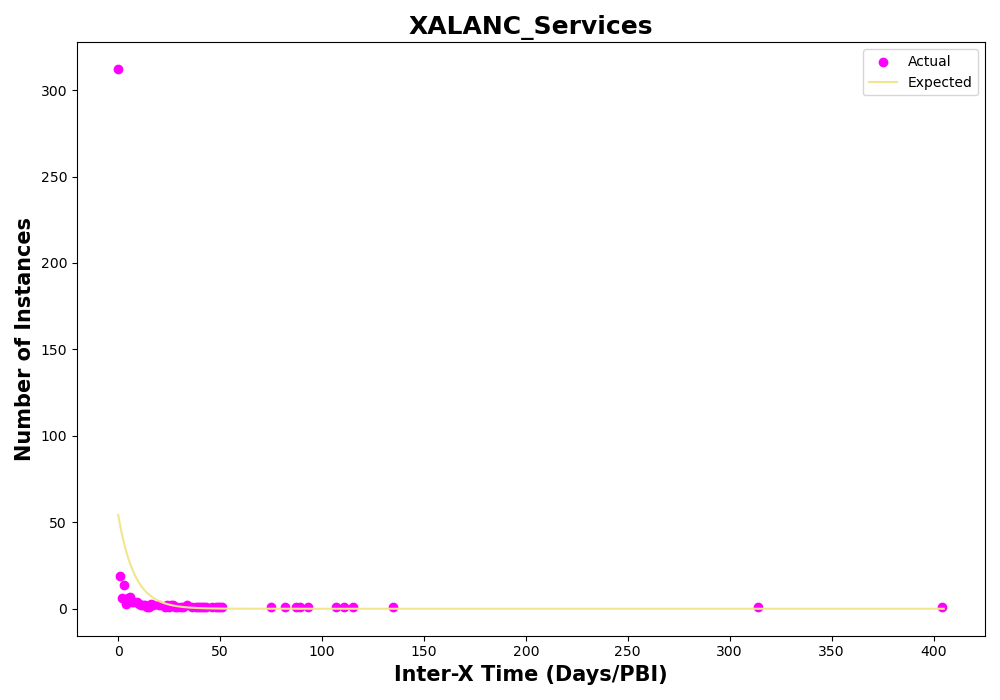 XALANC_Services
Actual
Expected
Number of Instances
300
250
200
150
100
50
0
0 50 100 150 200 250 300 350 400
Inter-X Time (Days/PBI)